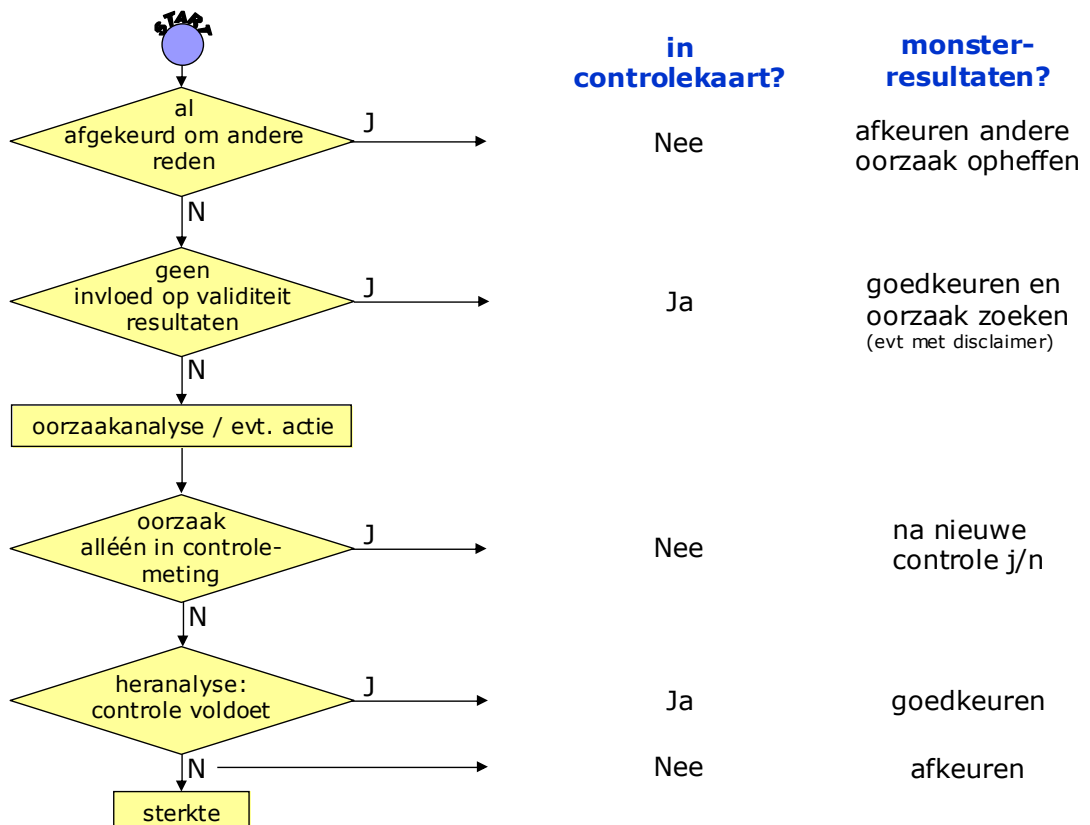 START
in
controlekaart?
monster-
resultaten?
al
afgekeurd om andere
reden
J
Nee
afkeuren andere
oorzaak opheffen
N
geen
invloed op validiteit
resultaten
J
Ja
goedkeuren en
oorzaak zoeken
(evt met disclaimer)
N
oorzaakanalyse / evt. actie
oorzaak
alléén in controle-
meting
J
Nee
na nieuwe
controle j/n
N
heranalyse:
controle voldoet
J
Ja
goedkeuren
N
Nee
afkeuren
sterkte